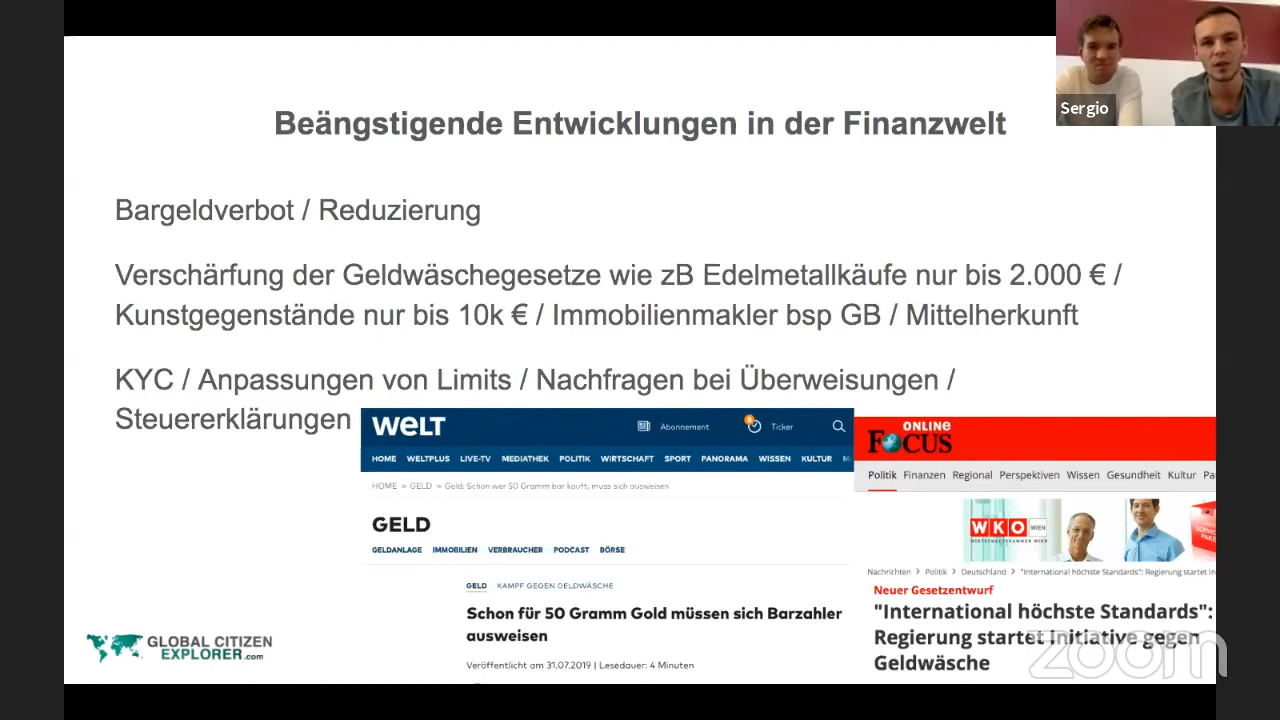 Sergio
Beängstigende Entwicklungen in der Finanzwelt
Bargeldverbot / Reduzierung
Verschärfung der Geldwäschegesetze wie zB Edelmetallkäufe nur bis 2.000 € /
Kunstgegenstände nur bis 10k € / Immobilienmakler bsp GB / Mittelherkunft
KYC / Anpassungen von Limits / Nachfragen bei Überweisungen /
Steuererklärungen
WELT
Abonnement
Ticker
HOME WELTPLUS LIVE-TV MEDIATHEK POLITIK WIRTSCHAFT SPORT PANORAMA WISSEN KULTUR M
HOME » GELD » Geld: Schon wer 50 Gramm bar kauft, muss sich ausweisen
GELD
GELDANLAGE IMMOBILIEN VERBRAUCHER PODCAST BÖRSE
GELD KAMPF GEGEN GELDWÄSCHE
Schon für 50 Gramm Gold müssen sich Barzahler
ausweisen
Veröffentlicht am 31.07.2019 | Lesedauer: 4 Minuten
ONLINE
FOCUS
Politik Finanzen Regional Perspektiven Wissen Gesundheit Kultur Pa
WKO WIEN
Nachrichten > Politik > Deutschland > "International höchste Standards": Regierung startet In
Neuer Gesetzentwurf
"International höchste Standards":
Regierung startet Initiative gegen
Geldwäsche
GLOBAL CITIZEN
EXPLORER.com
zoom